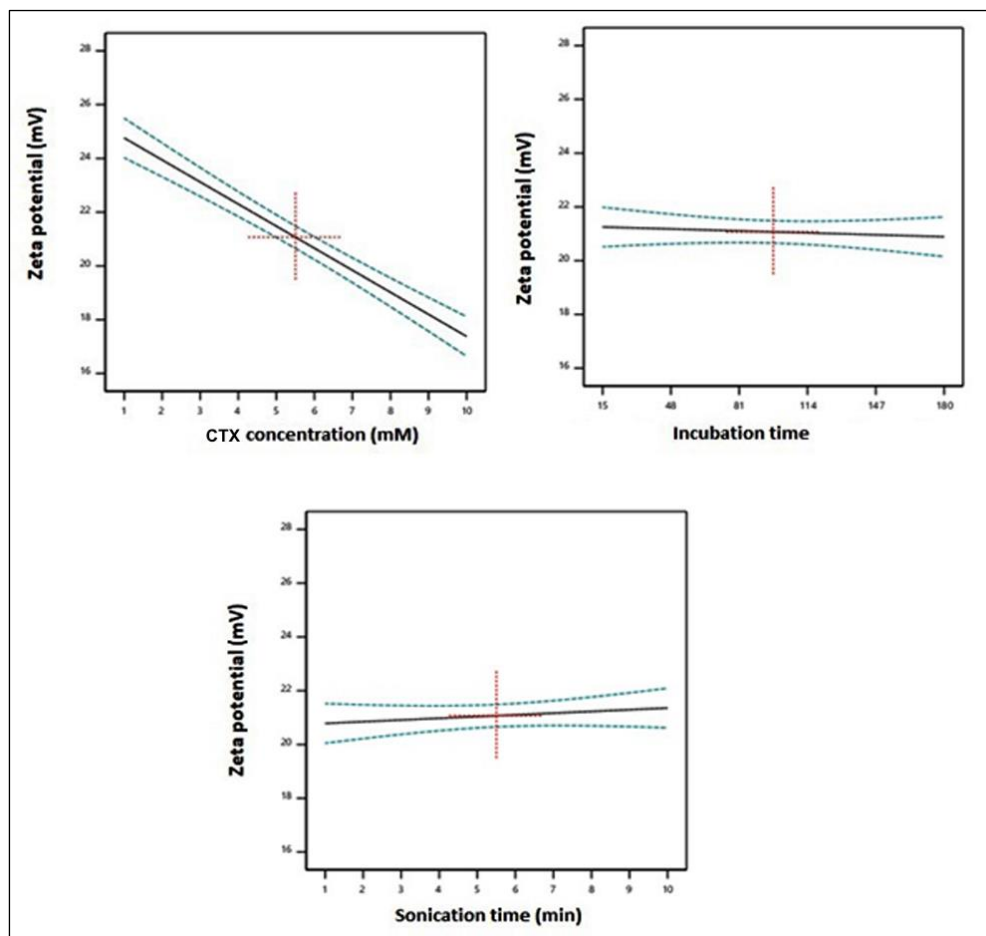 28
26
24
22
20
18
16
Zeta potential (mV)
1 2 3 4 5 6 7 8 9 10
CTX concentration (mM)
28
26
24
22
20
18
16
Zeta potential (mV)
15 48 81 114 147 180
Incubation time
28
26
24
22
20
18
16
Zeta potential (mV)
1 2 3 4 5 6 7 8 9 10
Sonication time (min)